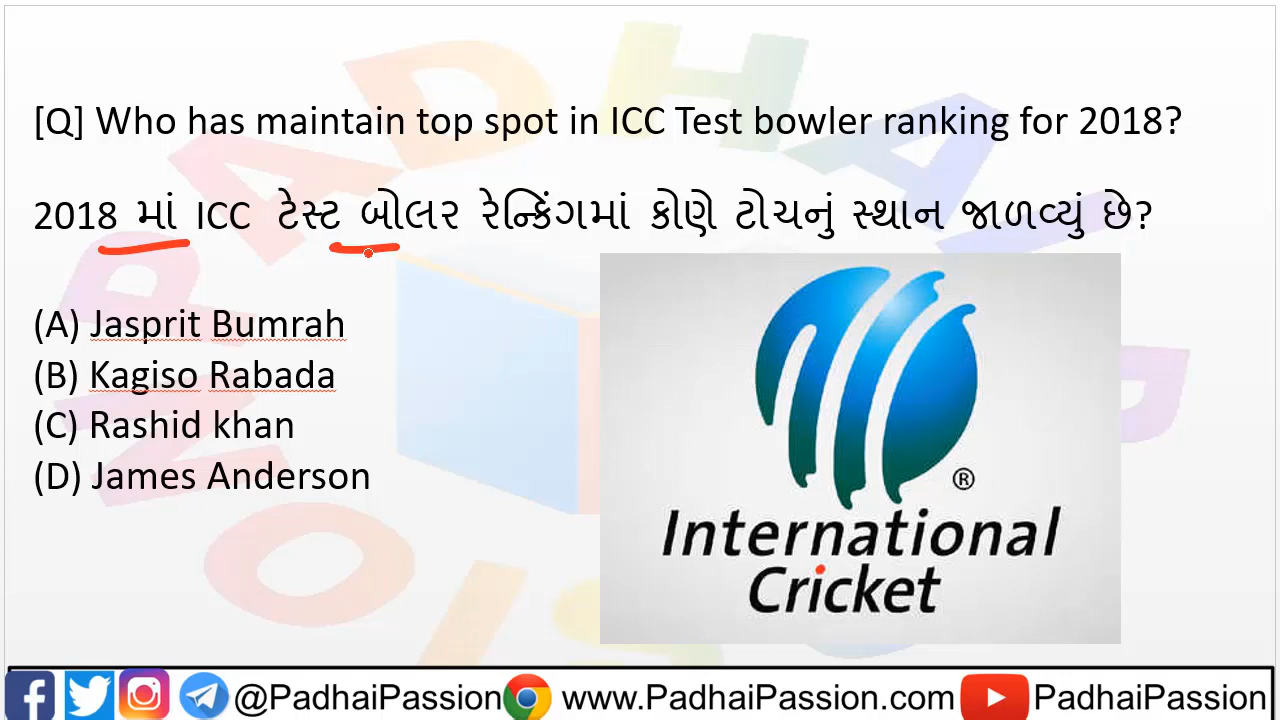 [Q] Who has maintain top spot in ICC Test bowler ranking for 2018?
2018 માં ICC ટેસ્ટ બોલર રેન્કિંગમાં કોણે ટોચનું સ્થાન જાળવ્યું છે?
(A) Jasprit Bumrah
(B) Kagiso Rabada
(C) Rashid khan
(D) James Anderson
®
International
Cricket
@PadhaiPassion www.PadhaiPassion.com PadhaiPassion